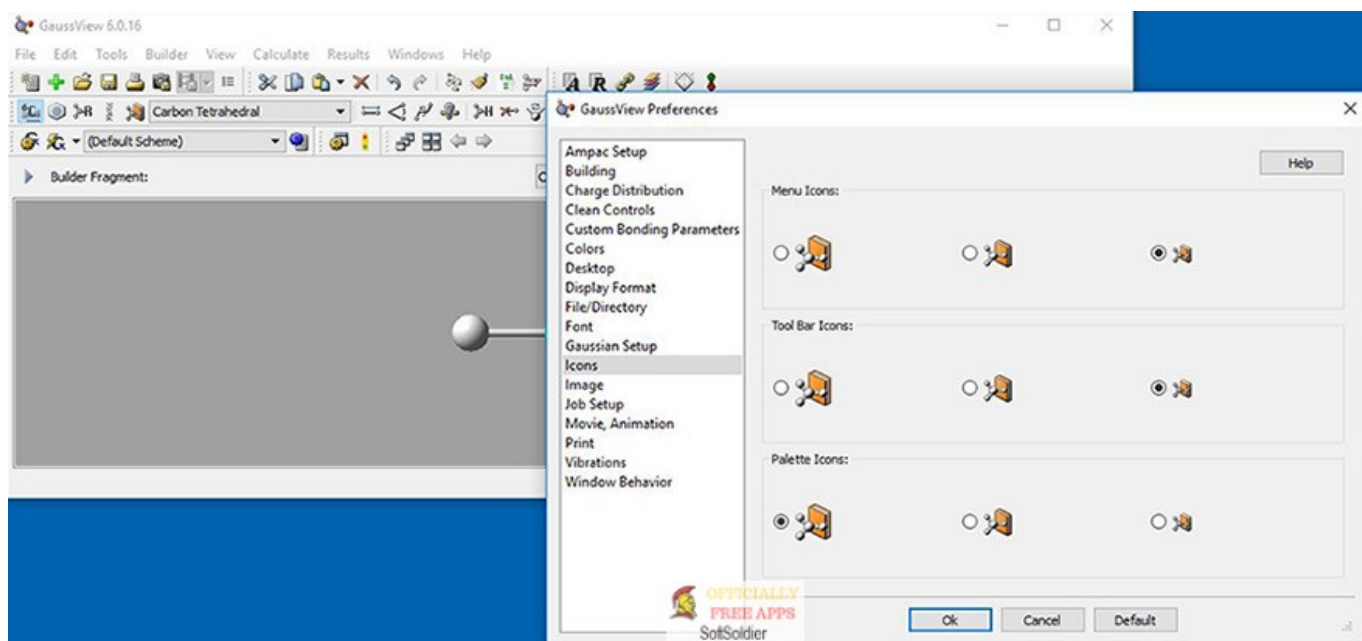 GaussView 6.0.16
File Edit Tools Builder View Calculate Results Windows Help
Carbon Tetrahedral
(Default Scheme)
Builder Fragment:
GaussView Preferences
Ampac Setup
Building
Charge Distribution
Clean Controls
Custom Bonding Parameters
Colors
Desktop
Display Format
File/Directory
Font
Gaussian Setup
Icons
Image
Job Setup
Movie, Animation
Print
Vibrations
Window Behavior
Help
Menu Icons:
Tool Bar Icons:
Palette Icons:
Ok Cancel Default
OFFICIALLY
FREE APPS
SoftSoldier